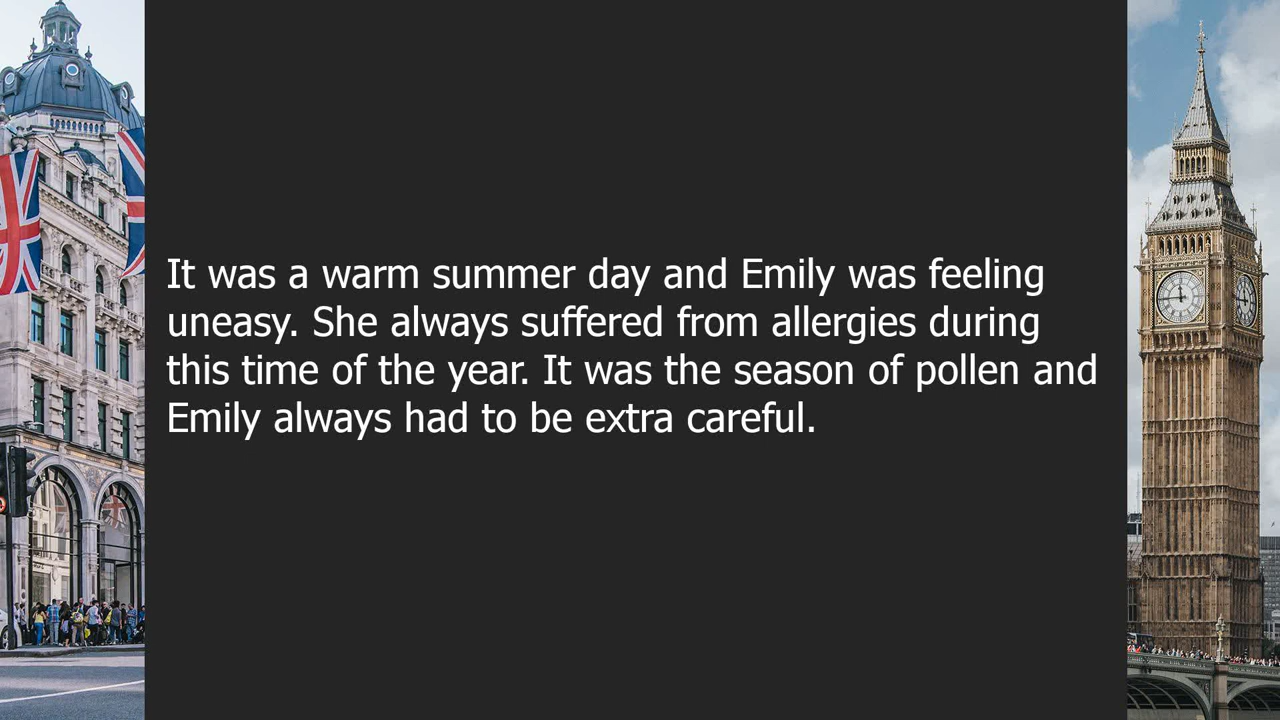 It was a warm summer day and Emily was feeling
uneasy. She always suffered from allergies during
this time of the year. It was the season of pollen and
Emily always had to be extra careful.